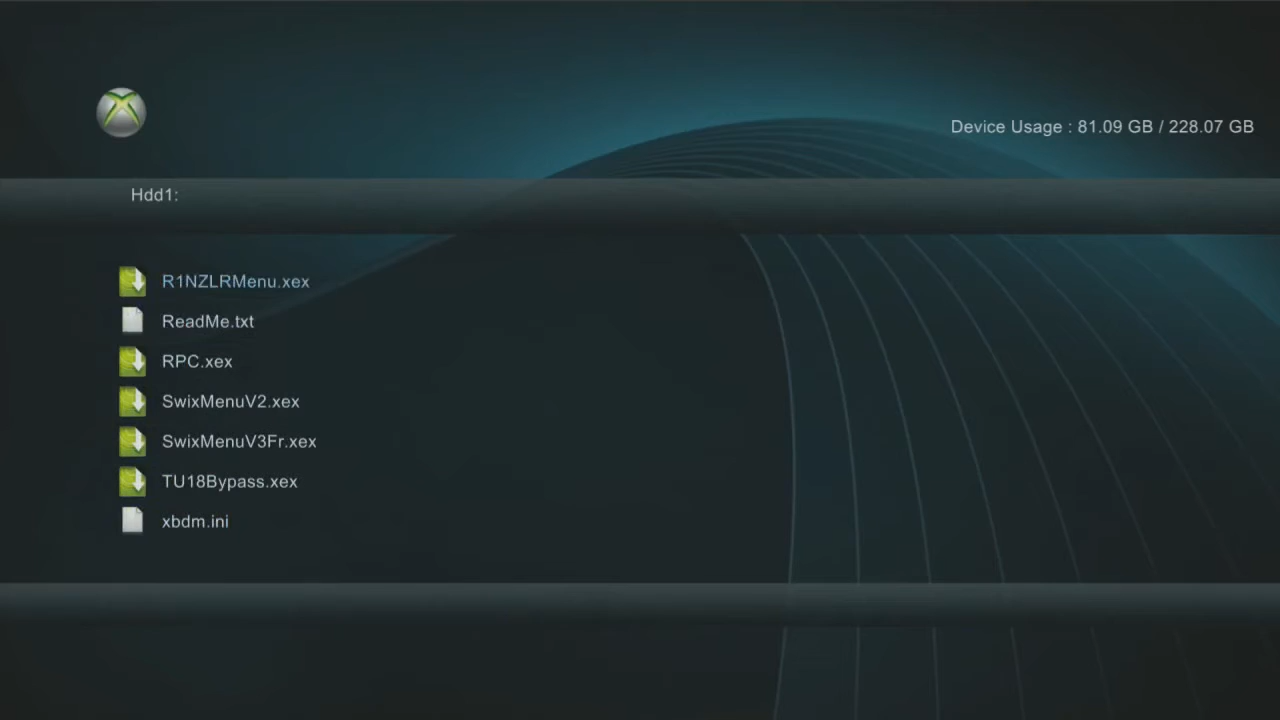 Device Usage : 81.09 GB / 228.07 GB
Hdd1:
R1NZLRMenu.xex
ReadMe.txt
RPC.xex
SwixMenuV2.xex
SwixMenuV3Fr.xex
TU18Bypass.xex
xbdm.ini